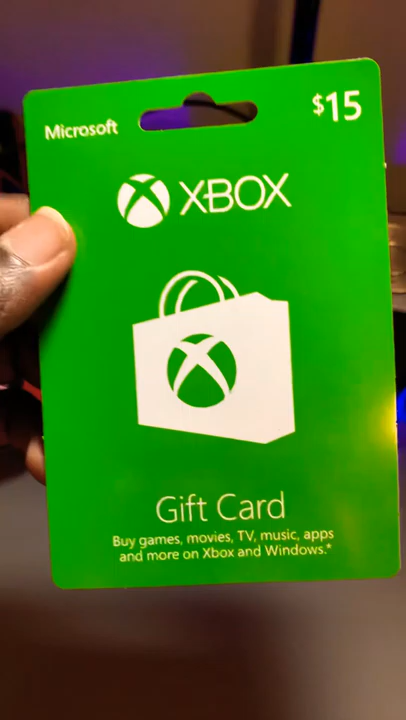 Microsoft
$15
XBOX
Gift Card
Buy games, movies, TV, music, apps
and more on Xbox and Windows.*